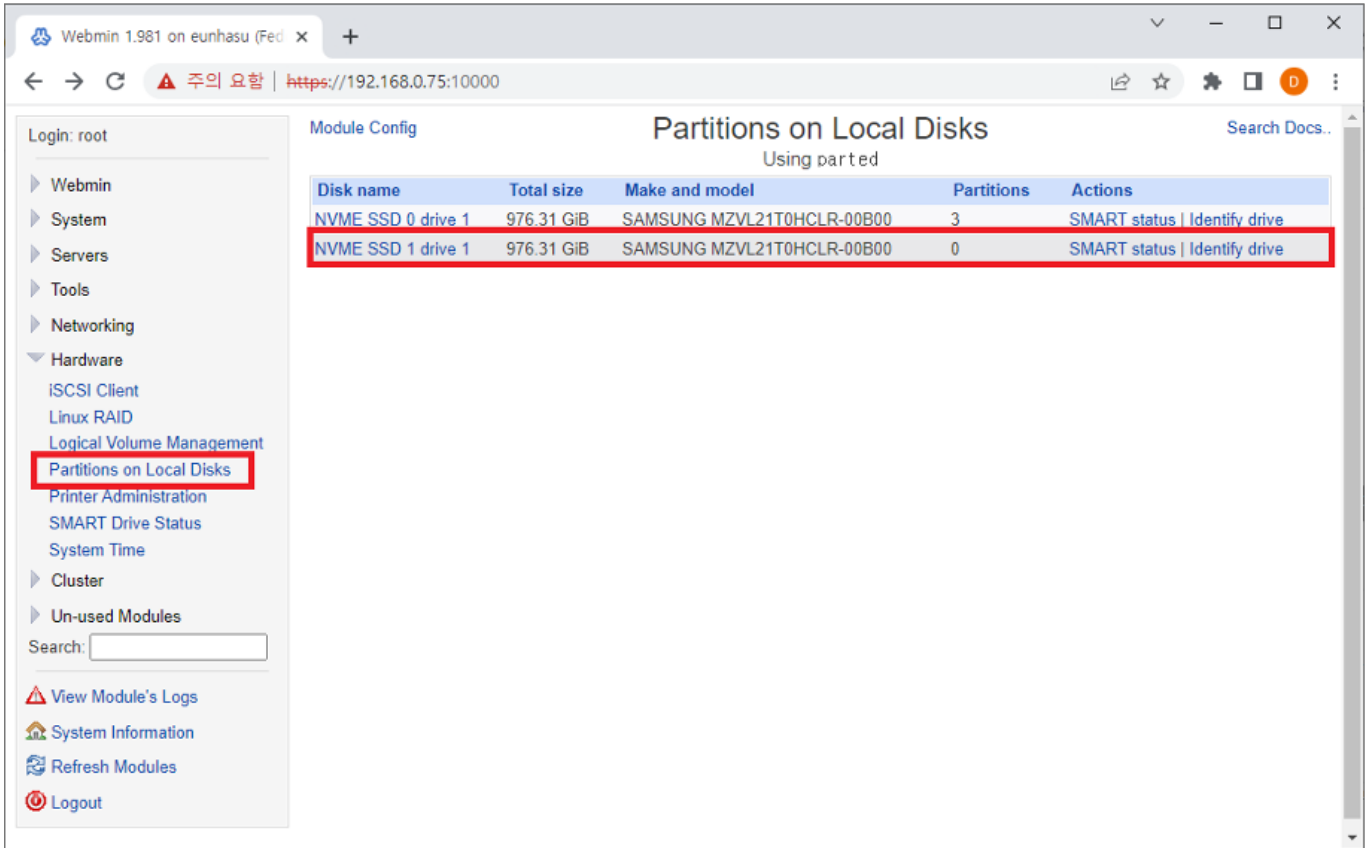 Webmin 1.981 on eunhasu (Fed
주의 요함 https://192.168.0.75:10000
D
Login: root
Webmin
System
Servers
Tools
Networking
Hardware
iSCSI Client
Linux RAID
Logical Volume Management
Partitions on Local Disks
Printer Administration
SMART Drive Status
System Time
Cluster
Un-used Modules
Search:
View Module's Logs
System Information
Refresh Modules
Logout
Module Config
Partitions on Local Disks
Search Docs..
Using parted
Disk name Total size Make and model Partitions Actions
NVME SSD 0 drive 1 976.31 GiB SAMSUNG MZVL21T0HCLR-00B00 3 SMART status | Identify drive
NVME SSD 1 drive 1 976.31 GiB SAMSUNG MZVL21T0HCLR-00B00 0 SMART status | Identify drive